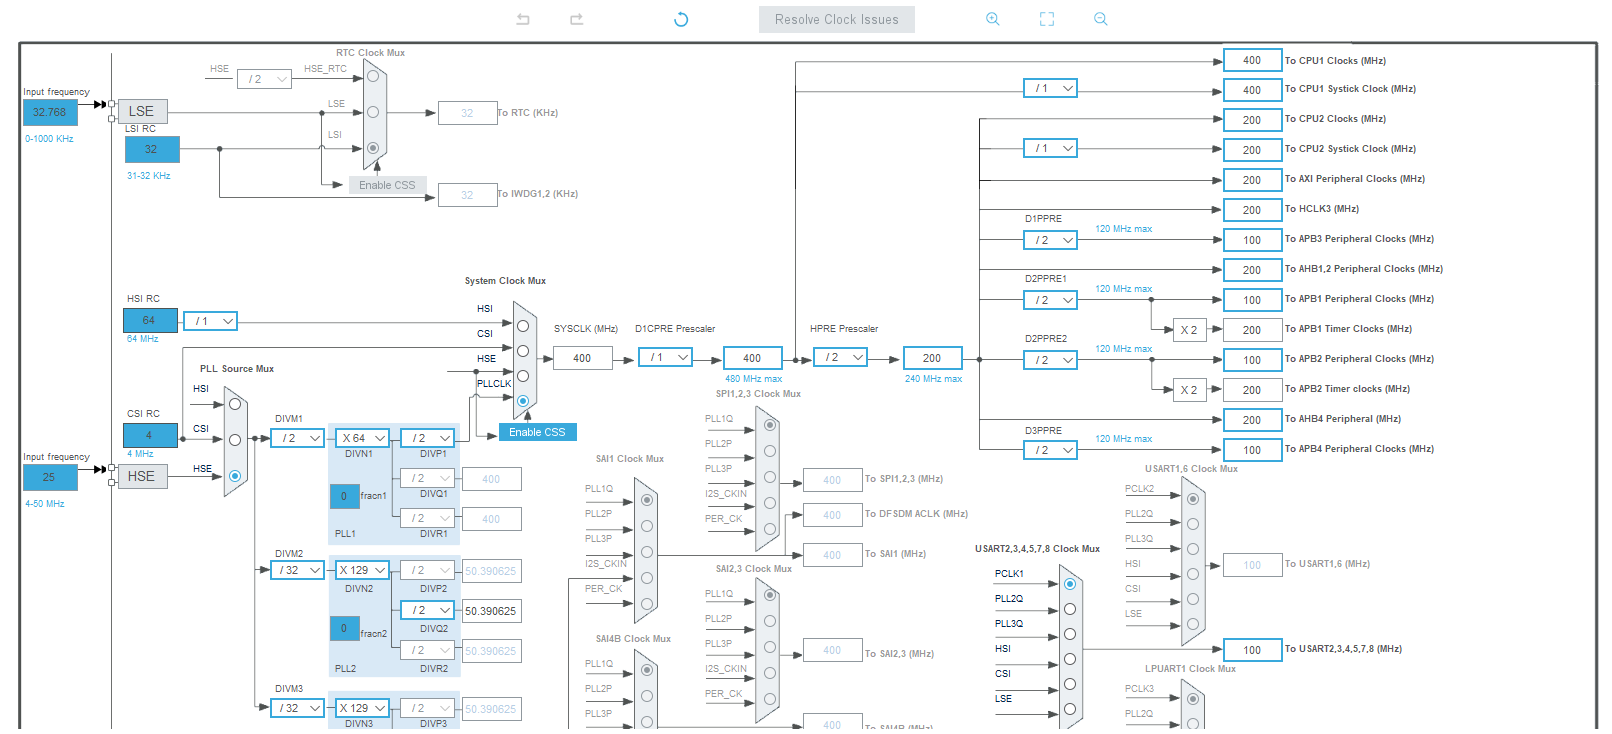 Resolve Clock Issues
RTC Clock Mux
HSE
/ 2
HSE_RTC
Input frequency
32.768
0-1000 KHz
LSE
LSE
LSI RC
32
31-32 KHz
LSI
32
To RTC (KHz)
Enable CSS
32
To IWDG1,2 (KHz)
400
To CPU1 Clocks (MHz)
/ 1
400
To CPU1 Systick Clock (MHz)
200
To CPU2 Clocks (MHz)
/ 1
200
To CPU2 Systick Clock (MHz)
200
To AXI Peripheral Clocks (MHz)
200
To HCLK3 (MHz)
D1PPRE
/ 2
120 MHz max
100
To APB3 Peripheral Clocks (MHz)
200
To AHB1,2 Peripheral Clocks (MHz)
D2PPRE1
/ 2
120 MHz max
100
To APB1 Peripheral Clocks (MHz)
X 2
200
To APB1 Timer Clocks (MHz)
D2PPRE2
/ 2
120 MHz max
100
To APB2 Peripheral Clocks (MHz)
X 2
200
To APB2 Timer clocks (MHz)
200
To AHB4 Peripheral (MHz)
D3PPRE
/ 2
120 MHz max
100
To APB4 Peripheral Clocks (MHz)
System Clock Mux
HSI RC
64
64 MHz
/ 1
HSI
CSI
HSE
PLLCLK
SYSCLK (MHz)
400
D1CPRE Prescaler
/ 1
400
480 MHz max
HPRE Prescaler
/ 2
200
240 MHz max
Enable CSS
PLL Source Mux
HSI
CSI
HSE
CSI RC
4
4 MHz
Input frequency
25
4-50 MHz
HSE
DIVM1
/ 2
X 64
DIVN1
/ 2
DIVP1
/ 2
DIVQ1
400
0
fracn1
/ 2
DIVR1
400
PLL1
DIVM2
/ 32
X 129
DIVN2
/ 2
DIVP2
50.390625
/ 2
DIVQ2
50.390625
0
fracn2
/ 2
DIVR2
50.390625
PLL2
DIVM3
/ 32
X 129
DIVN3
/ 2
DIVP3
50.390625
SPI1,2,3 Clock Mux
PLL1Q
PLL2P
PLL3P
I2S_CKIN
PER_CK
400
To SPI1,2,3 (MHz)
400
To DFSDM ACLK (MHz)
SAI1 Clock Mux
PLL1Q
PLL2P
PLL3P
I2S_CKIN
PER_CK
400
To SAI1 (MHz)
SAI2,3 Clock Mux
PLL1Q
PLL2P
PLL3P
I2S_CKIN
PER_CK
400
To SAI2,3 (MHz)
SAI4B Clock Mux
PLL1Q
PLL2P
PLL3P
400
To SAI4B (MHz)
USART1,6 Clock Mux
PCLK2
PLL2Q
PLL3Q
HSI
CSI
LSE
100
To USART1,6 (MHz)
USART2,3,4,5,7,8 Clock Mux
PCLK1
PLL2Q
PLL3Q
HSI
CSI
LSE
100
To USART2,3,4,5,7,8 (MHz)
LPUART1 Clock Mux
PCLK3
PLL2Q